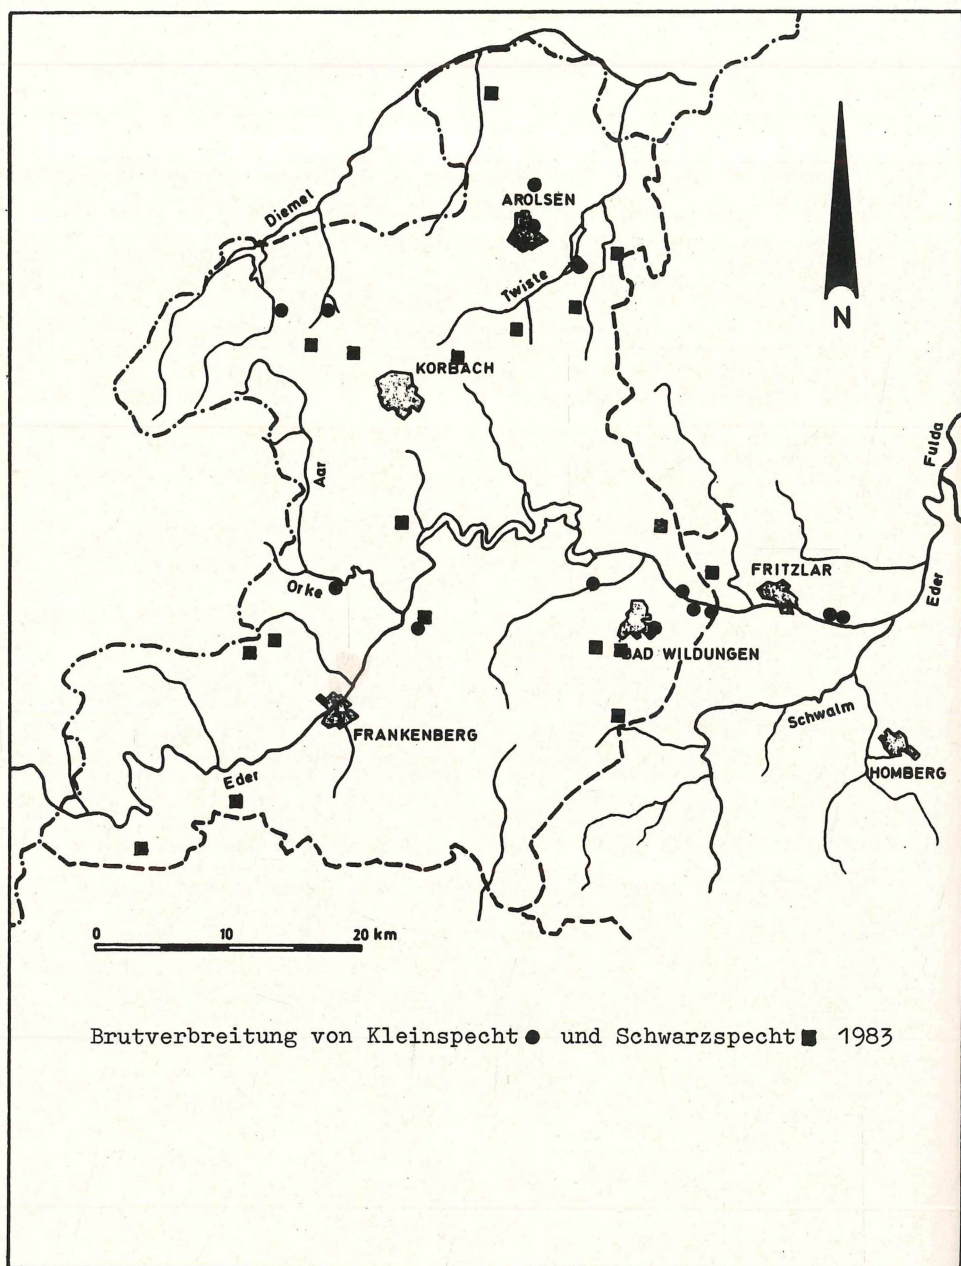 Diemel
AROLSEN
Twiste
N
KORBACH
Fulda
Aar
FRITZLAR
Orke
Eder
BAD WILDUNGEN
Schwalm
FRANKENBERG
HOMBERG
Eder
0 10 20 km
Brutverbreitung von Kleinspecht ● und Schwarzspecht ■ 1983